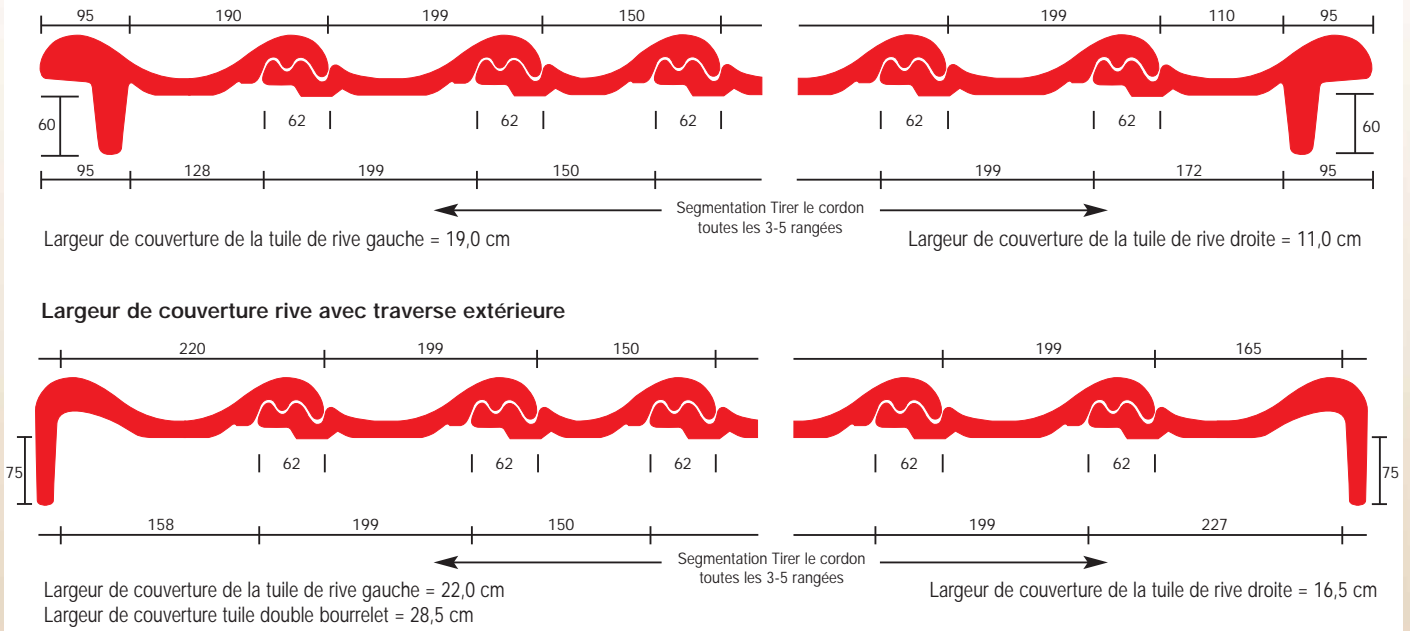 95 190 199 150 199 110 95
60 62 62 62 62 62 60
95 128 199 150 199 172 95
Segmentation Tirer le cordon
toutes les 3-5 rangées
Largeur de couverture de la tuile de rive gauche = 19,0 cm
Largeur de couverture de la tuile de rive droite = 11,0 cm
Largeur de couverture rive avec traverse extérieure
220 199 150 199 165
75 62 62 62 62 62 75
158 199 150 199 227
Segmentation Tirer le cordon
toutes les 3-5 rangées
Largeur de couverture de la tuile de rive gauche = 22,0 cm
Largeur de couverture de la tuile de rive droite = 16,5 cm
Largeur de couverture tuile double bourrelet = 28,5 cm